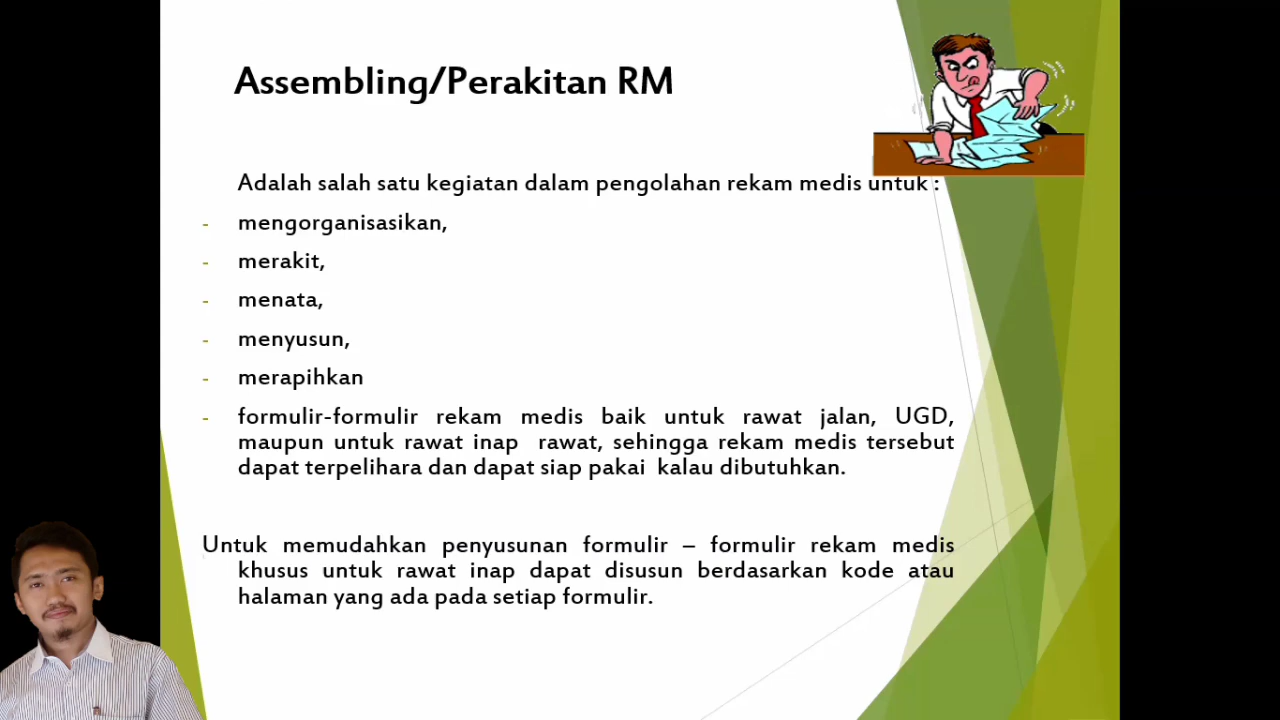 Assembling/Perakitan RM
Adalah salah satu kegiatan dalam pengolahan rekam medis untuk :
- mengorganisasikan,
- merakit,
- menata,
- menyusun,
- merapihkan
- formulir-formulir rekam medis baik untuk rawat jalan, UGD,
maupun untuk rawat inap rawat, sehingga rekam medis tersebut
dapat terpelihara dan dapat siap pakai kalau dibutuhkan.
Untuk memudahkan penyusunan formulir – formulir rekam medis
khusus untuk rawat inap dapat disusun berdasarkan kode atau
halaman yang ada pada setiap formulir.